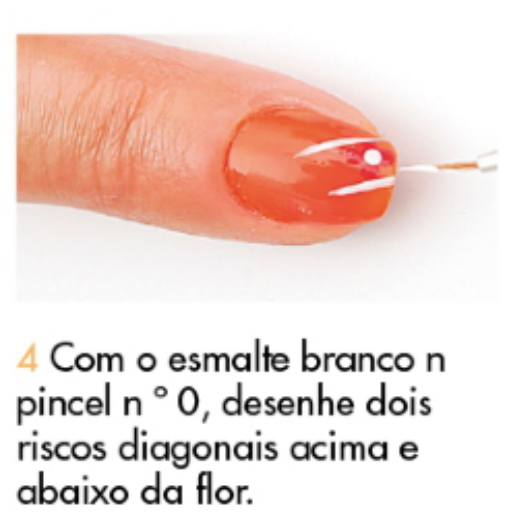 4 Com o esmalte branco n
pincel n ° 0, desenhe dois
riscos diagonais acima e
abaixo da flor.